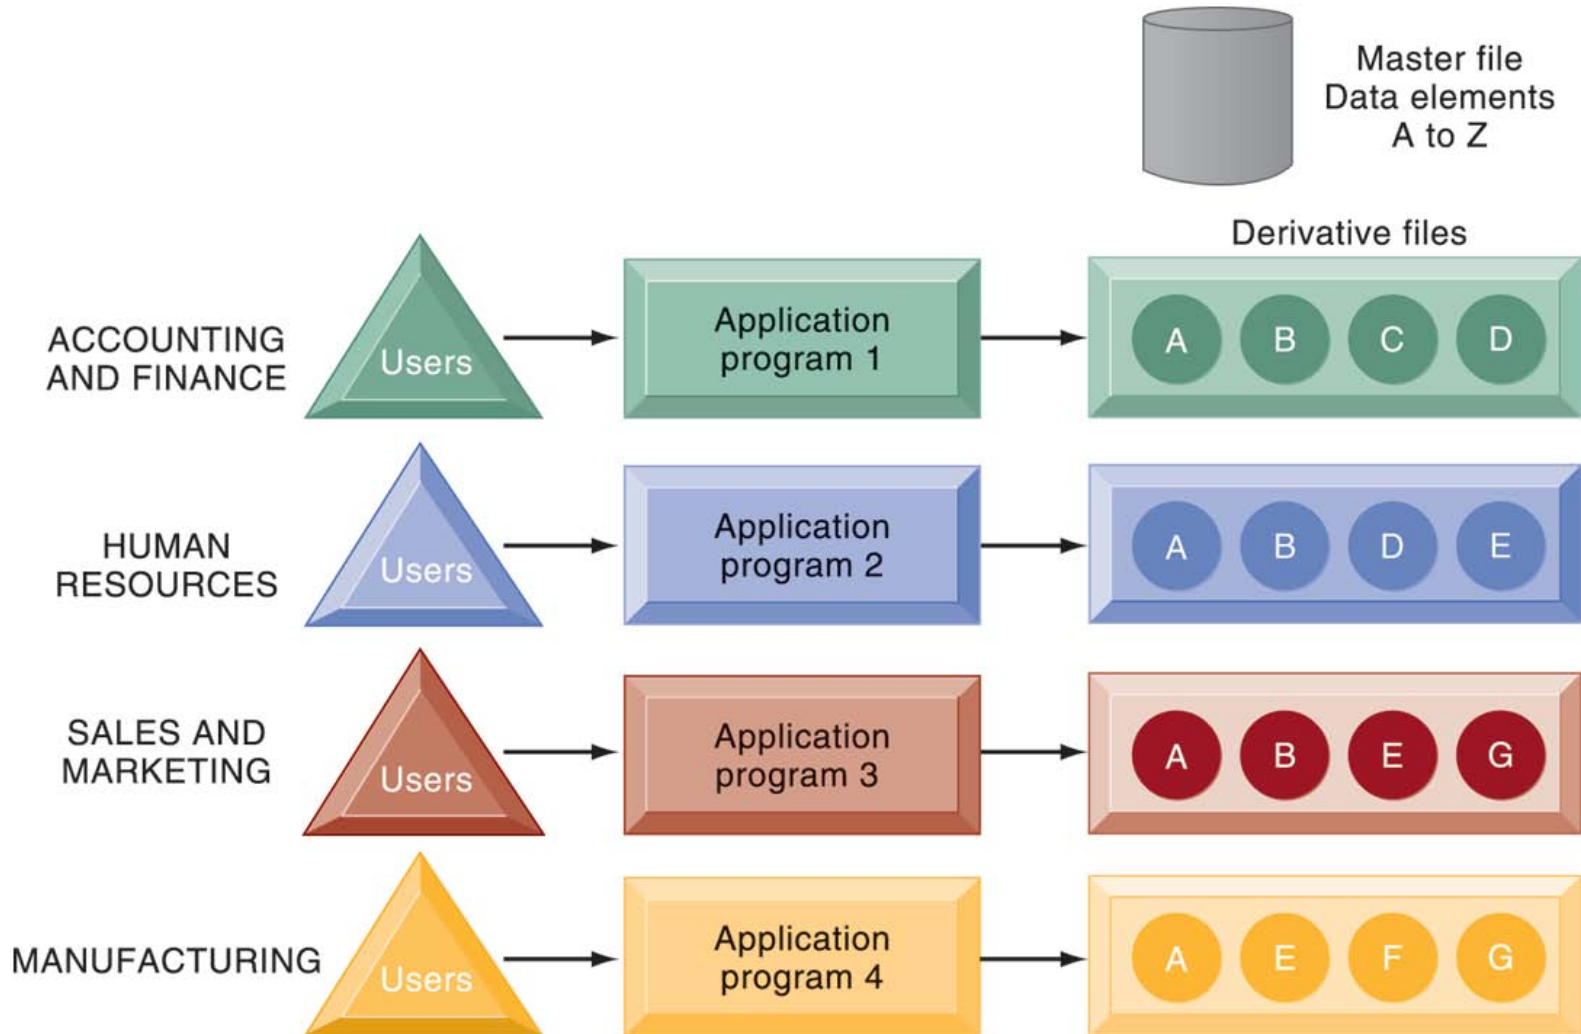 Master file
Data elements
A to Z
Derivative files
ACCOUNTING
AND FINANCE
Users
Application
program 1
A B C D
HUMAN
RESOURCES
Users
Application
program 2
A B D E
SALES AND
MARKETING
Users
Application
program 3
A B E G
MANUFACTURING
Users
Application
program 4
A E F G